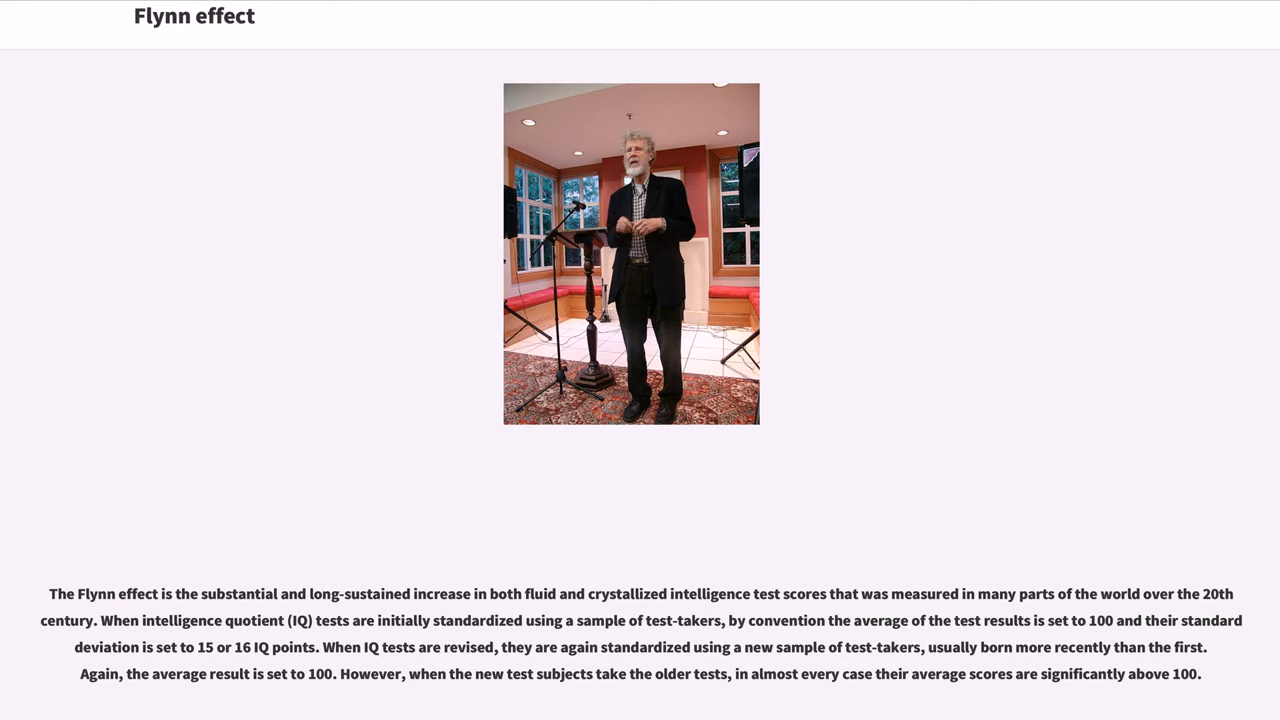 Flynn effect
The Flynn effect is the substantial and long-sustained increase in both fluid and crystallized intelligence test scores that was measured in many parts of the world over the 20th
century. When intelligence quotient (IQ) tests are initially standardized using a sample of test-takers, by convention the average of the test results is set to 100 and their standard
deviation is set to 15 or 16 IQ points. When IQ tests are revised, they are again standardized using a new sample of test-takers, usually born more recently than the first.
Again, the average result is set to 100. However, when the new test subjects take the older tests, in almost every case their average scores are significantly above 100.